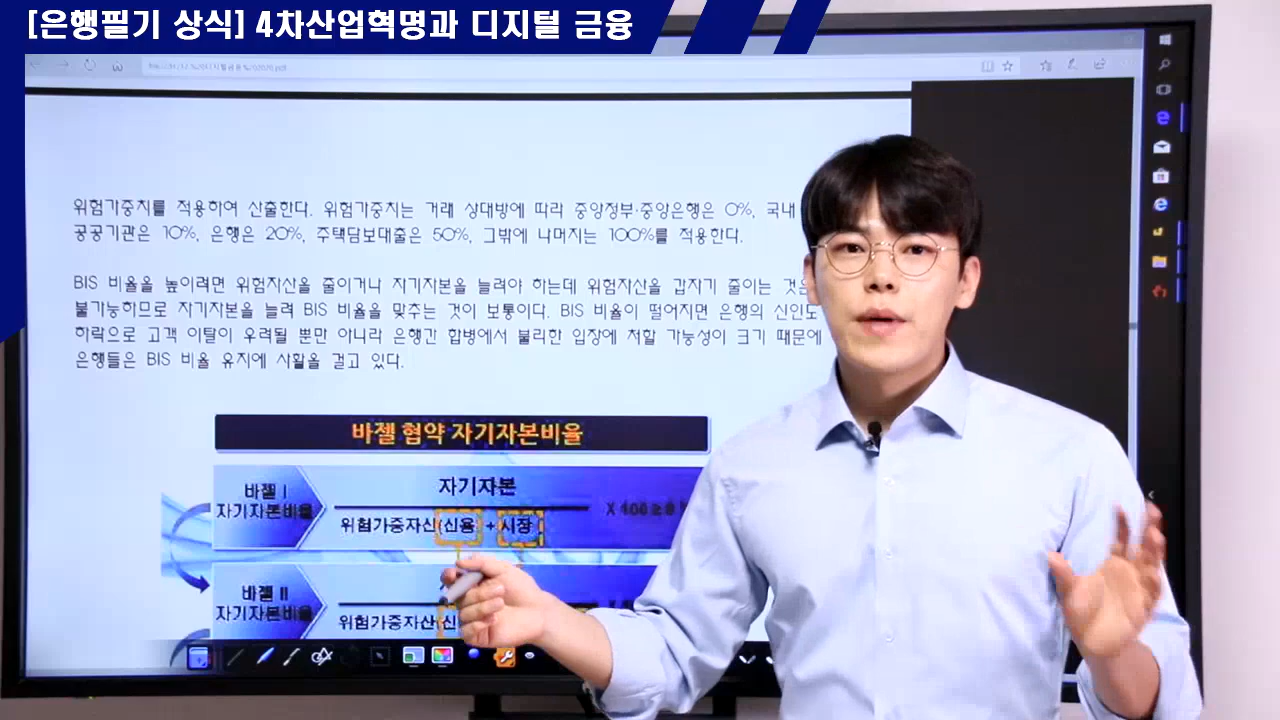 [은행필기 상식] 4차산업혁명과 디지털 금융
위험가중치를 적용하여 산출한다. 위험가중치는 거래 상대방에 따라 중앙정부·중앙은행은 0%, 국내
공공기관은 10%, 은행은 20%, 주택담보대출은 50%, 그밖에 나머지는 100%를 적용한다.
BIS 비율을 높이려면 위험자산을 줄이거나 자기자본을 늘려야 하는데 위험자산을 갑자기 줄이는 것은
불가능하므로 자기자본을 늘려 BIS 비율을 맞추는 것이 보통이다. BIS 비율이 떨어지면 은행의 신인도
하락으로 고객 이탈이 우려될 뿐만 아니라 은행간 합병에서 불리한 입장에 처할 가능성이 크기 때문에
은행들은 BIS 비율 유지에 사활을 걸고 있다.
바젤 협약 자기자본비율
바젤 I
자기자본비율
자기자본
위험가중자산(신용) + 시장
X 100 ≥ 8
바젤 II
자기자본비율
위험가중자산(신